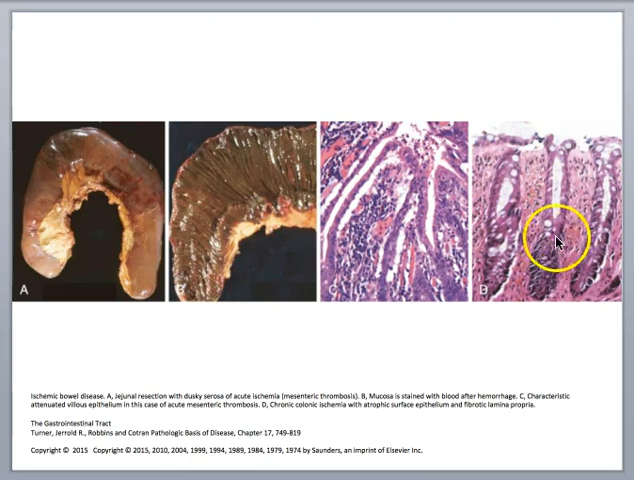 A
B
C
D
Ischemic bowel disease. A, Jejunal resection with dusky serosa of acute ischemia (mesenteric thrombosis). B, Mucosa is stained with blood after hemorrhage. C, Characteristic
attenuated villous epithelium in this case of acute mesenteric thrombosis. D, Chronic colonic ischemia with atrophic surface epithelium and fibrotic lamina propria.
The Gastrointestinal Tract
Turner, Jerrold R., Robbins and Cotran Pathologic Basis of Disease, Chapter 17, 749-819
Copyright © 2015   Copyright © 2015, 2010, 2004, 1999, 1994, 1989, 1984, 1979, 1974 by Saunders, an imprint of Elsevier Inc.